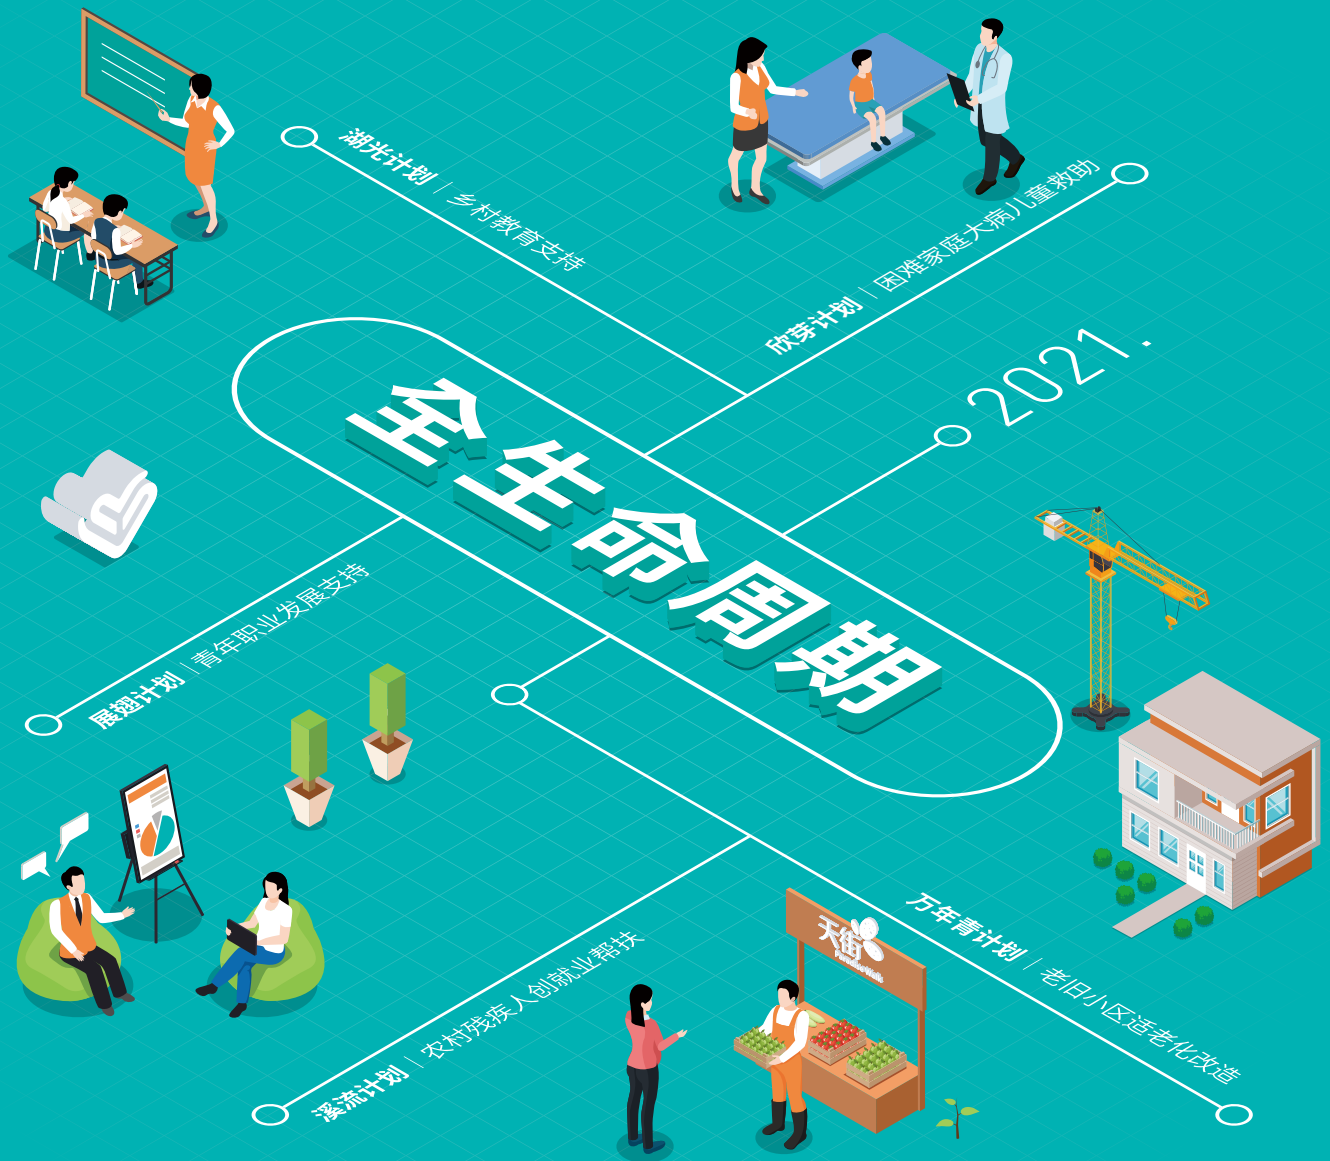 湖光计划 | 乡村教育支持
欣芽计划 | 困难家庭大病儿童救助
2021.
全生命周期
展翅计划 | 青年职业发展支持
万年青计划 | 老旧小区适老化改造
溪流计划 | 农村残疾人创就业帮扶
天街
Paradise Walk